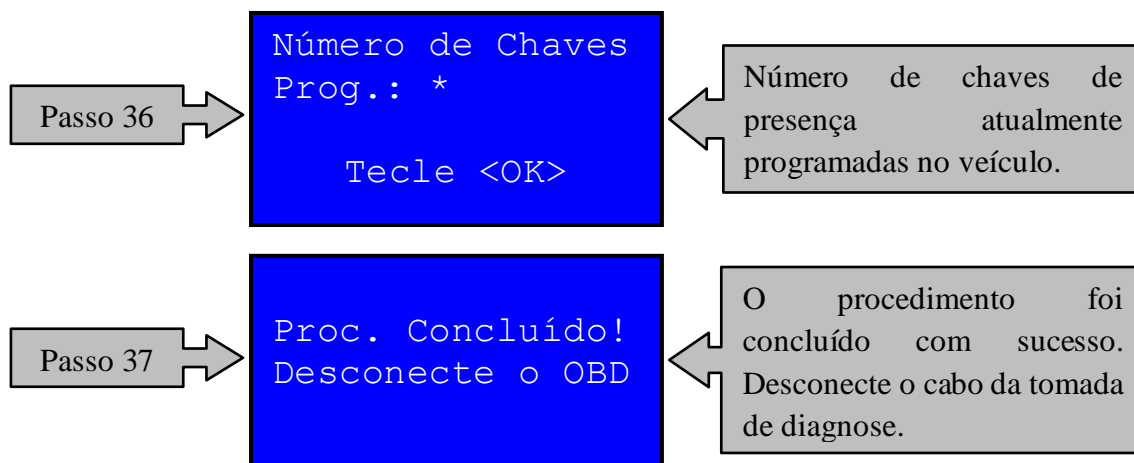 Passo 36
Número de Chaves
Prog.: *
Tecle <OK>
Número de chaves de
presença atualmente
programadas no veículo.
Passo 37
Proc. Concluído!
Desconecte o OBD
O procedimento foi
concluído com sucesso.
Desconecte o cabo da tomada
de diagnose.